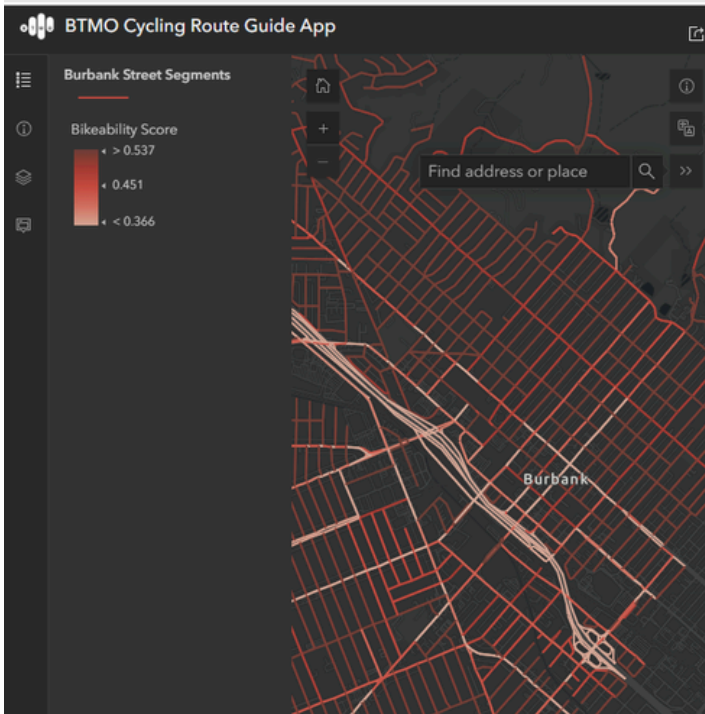 BTMO Cycling Route Guide App
Burbank Street Segments
Bikeability Score
> 0.537
0.451
< 0.366
+
−
Find address or place
Burbank